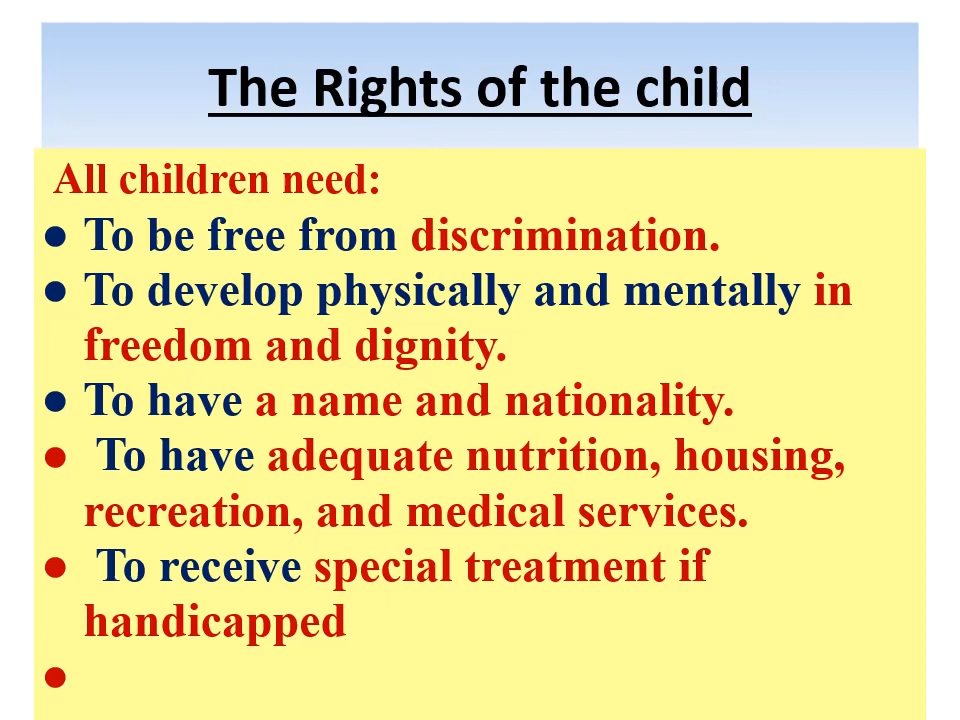 The Rights of the child
All children need:
● To be free from discrimination.
● To develop physically and mentally in
freedom and dignity.
● To have a name and nationality.
● To have adequate nutrition, housing,
recreation, and medical services.
● To receive special treatment if
handicapped
●